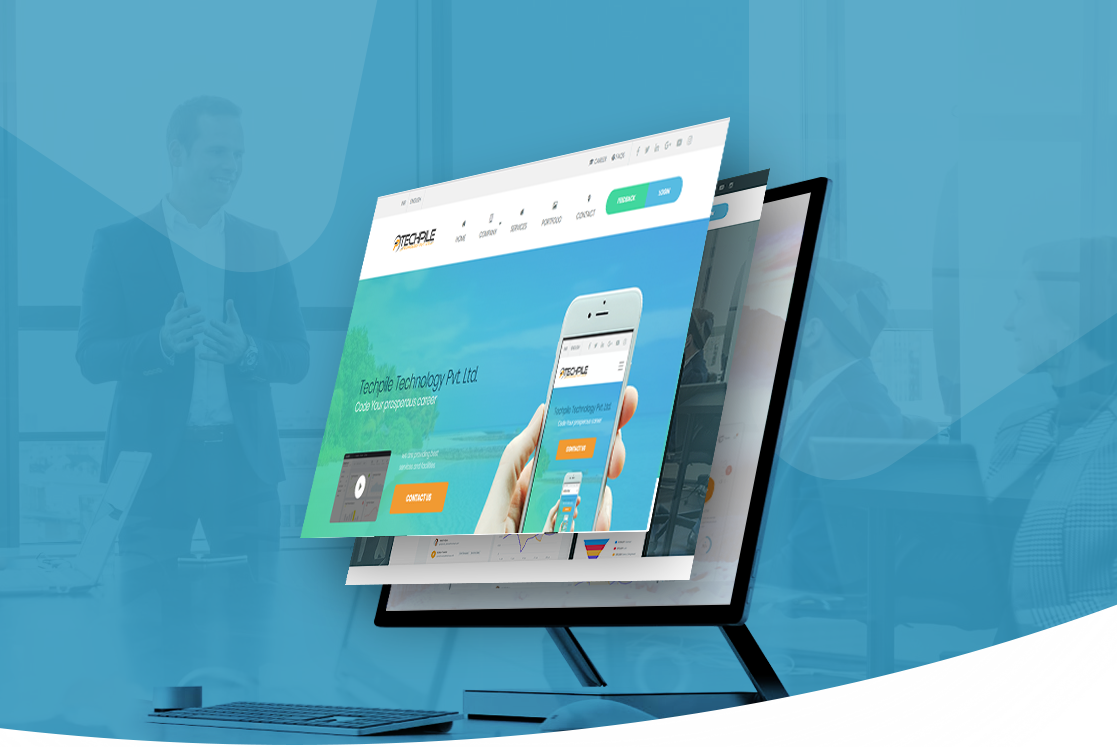 ENGLISH
CAREER FAQS
TECHPILE
HOME COMPANY SERVICES PORTFOLIO CONTACT
FEEDBACK LOGIN
Techpile Technology Pvt. Ltd.
Code Your prosperous career
we are providing best
services and facilities
CONTACT US
TECHPILE
Techpile Technology Pvt. Ltd.
Code Your prosperous career
CONTACT US